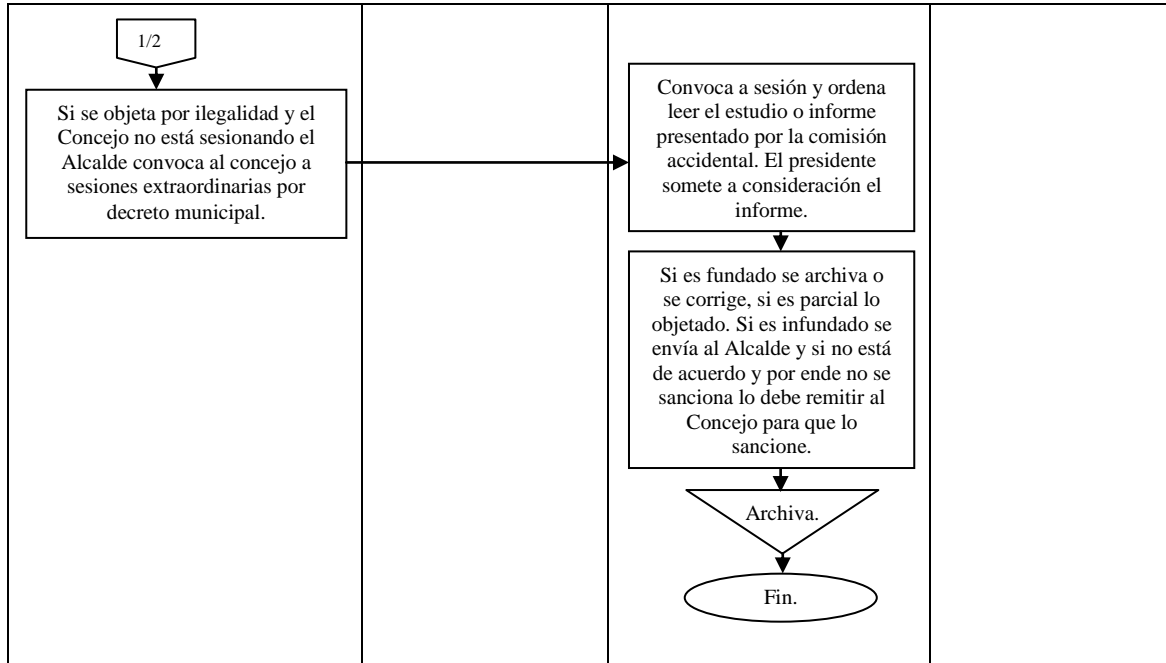 1/2
Si se objeta por ilegalidad y el
Concejo no está sesionando el
Alcalde convoca al concejo a
sesiones extraordinarias por
decreto municipal.
Convoca a sesión y ordena
leer el estudio o informe
presentado por la comisión
accidental. El presidente
somete a consideración el
informe.
Si es fundado se archiva o
se corrige, si es parcial lo
objetado. Si es infundado se
envía al Alcalde y si no está
de acuerdo y por ende no se
sanciona lo debe remitir al
Concejo para que lo
sancione.
Archiva.
Fin.